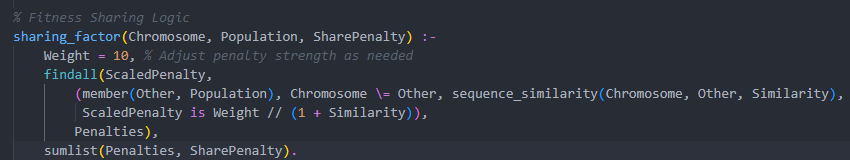 % Fitness Sharing Logic
sharing_factor(Chromosome, Population, SharePenalty) :-
    Weight = 10, % Adjust penalty strength as needed
    findall(ScaledPenalty,
        (member(Other, Population), Chromosome \= Other, sequence_similarity(Chromosome, Other, Similarity),
         ScaledPenalty is Weight // (1 + Similarity)),
        Penalties),
    sumlist(Penalties, SharePenalty).